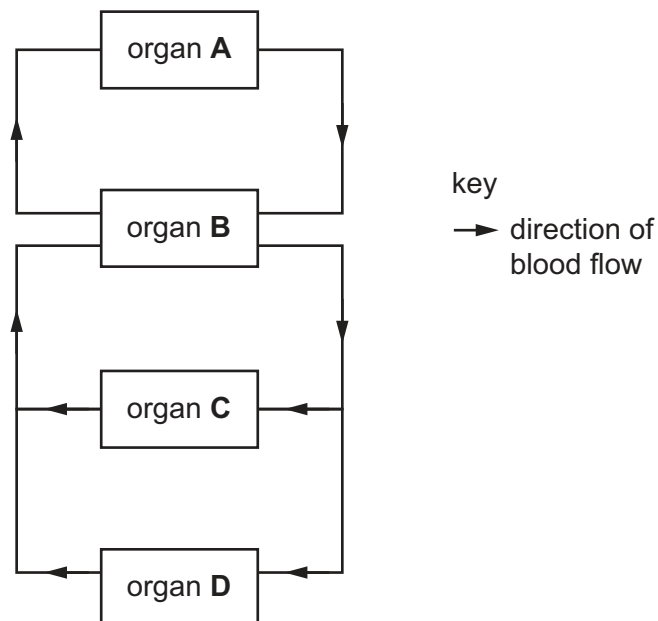 organ A
organ B
key
direction of
blood flow
organ C
organ D